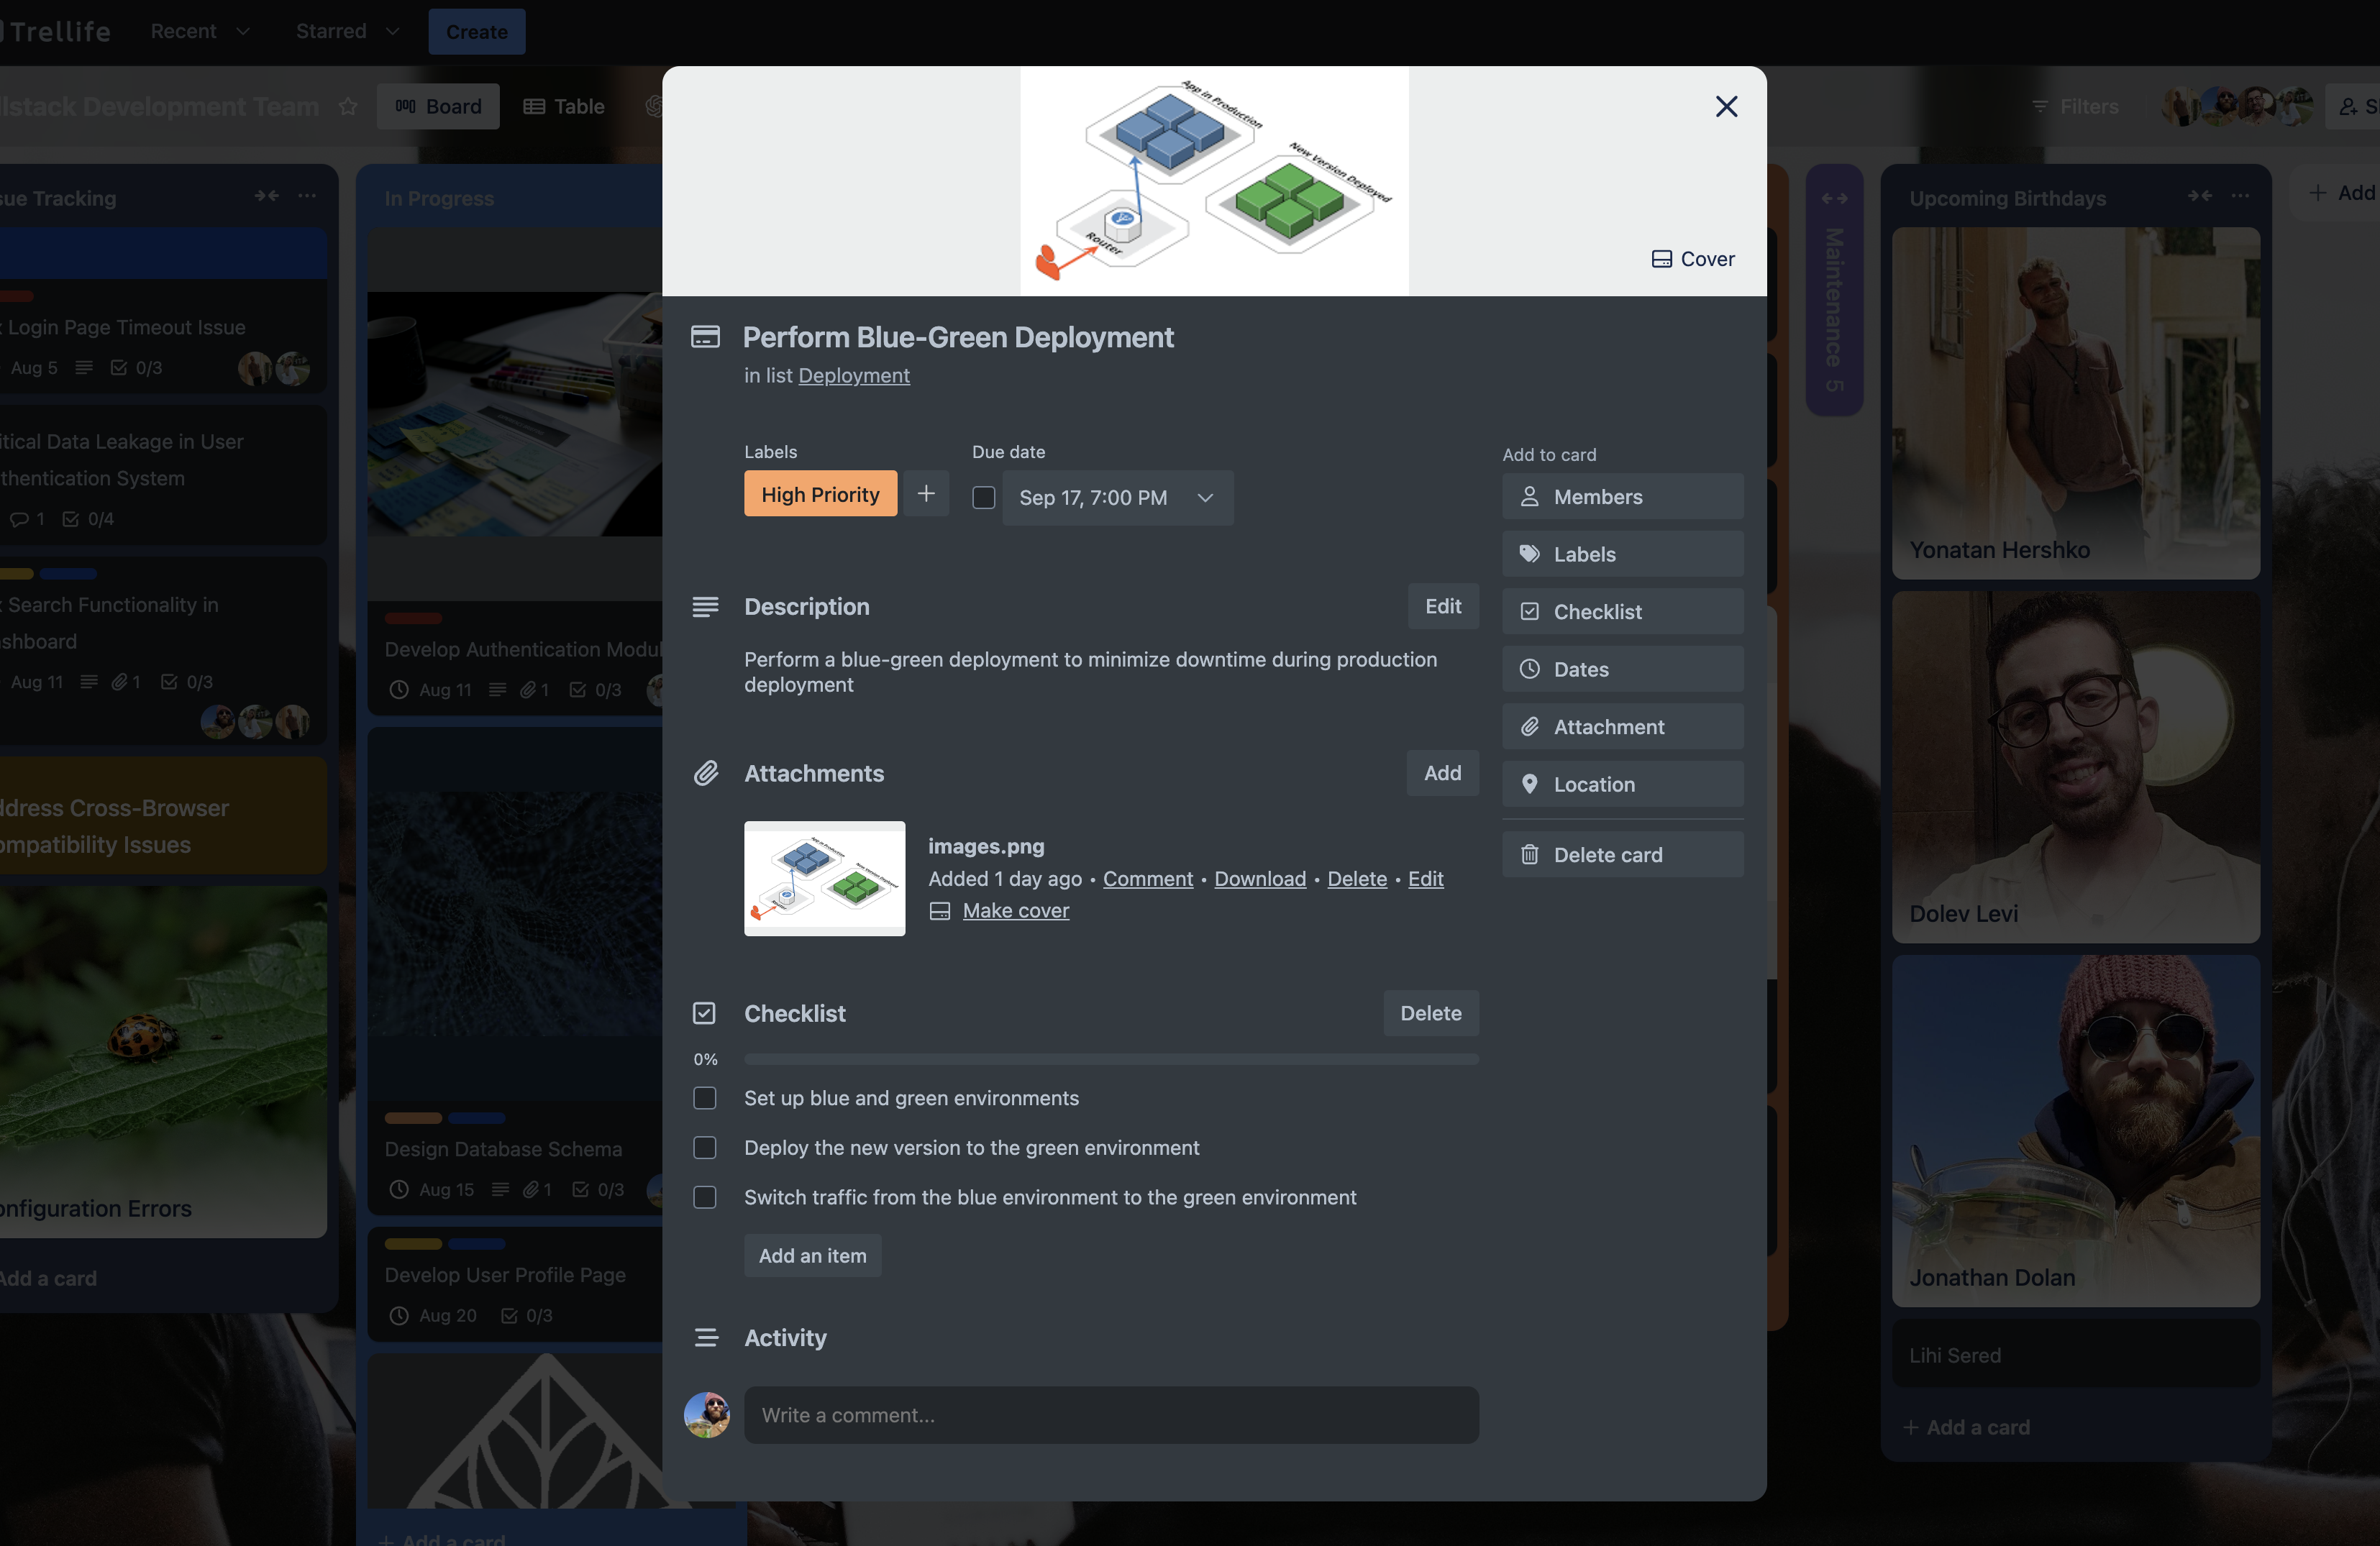 Trellife
Recent
Starred
Create
llstack Development Team
Board
Table
Filters
S
sue Tracking
Login Page Timeout Issue
Aug 5
0/3
itical Data Leakage in User
thentication System
1
0/4
Search Functionality in
shboard
Aug 11
1
0/3
ddress Cross-Browser
ompatibility Issues
onfiguration Errors
Add a card
In Progress
Develop Authentication Modul
Aug 11
1
0/3
Design Database Schema
Aug 15
1
0/3
Develop User Profile Page
Aug 20
0/3
Add a card
App in Production
New Version Deployed
Router
Cover
Perform Blue-Green Deployment
in list Deployment
Labels
High Priority
Due date
Sep 17, 7:00 PM
Description
Edit
Perform a blue-green deployment to minimize downtime during production
deployment
Attachments
Add
App in Production
New Version Deployed
Router
images.png
Added 1 day ago • Comment • Download • Delete • Edit
Make cover
Checklist
Delete
0%
Set up blue and green environments
Deploy the new version to the green environment
Switch traffic from the blue environment to the green environment
Add an item
Activity
Write a comment...
Add to card
Members
Labels
Checklist
Dates
Attachment
Location
Delete card
Maintenance 5
Upcoming Birthdays
Yonatan Hershko
Dolev Levi
Jonathan Dolan
Lihi Sered
+ Add a card
+ Add